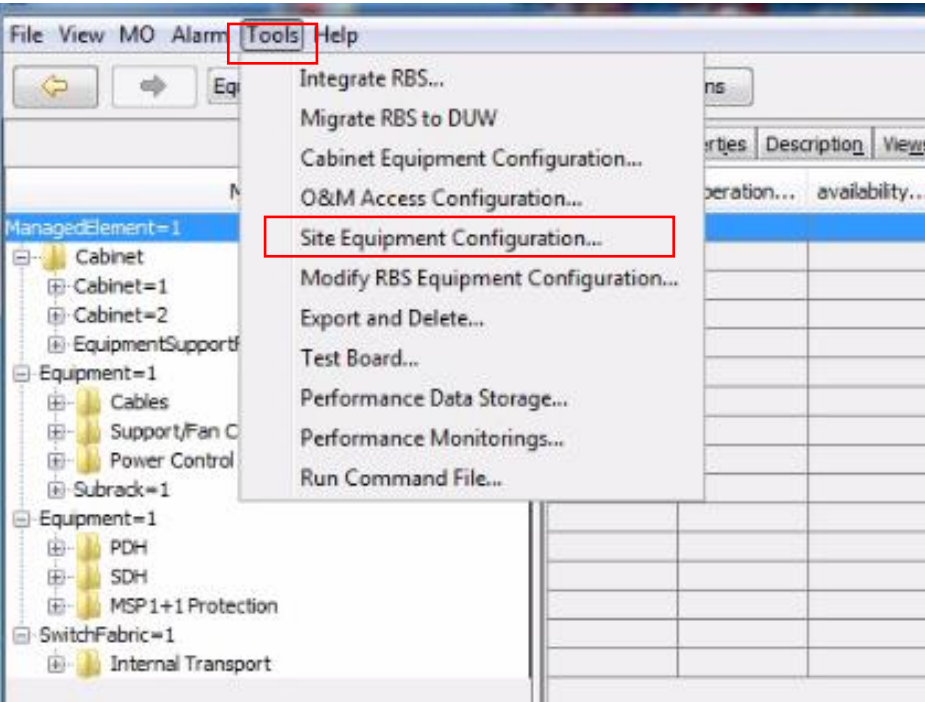 File View MO Alarm Tools Help
Integrate RBS...
Migrate RBS to DUW
Cabinet Equipment Configuration...
O&M Access Configuration...
Site Equipment Configuration...
Modify RBS Equipment Configuration...
Export and Delete...
Test Board...
Performance Data Storage...
Performance Monitorings...
Run Command File...
Description Views
availability...
ManagedElement=1
Cabinet
Cabinet=1
Cabinet=2
Equipment=1
Cables
Support/Fan C
Power Control
Subrack=1
Equipment=1
PDH
SDH
MSP1+1 Protection
SwitchFabric=1
Internal Transport